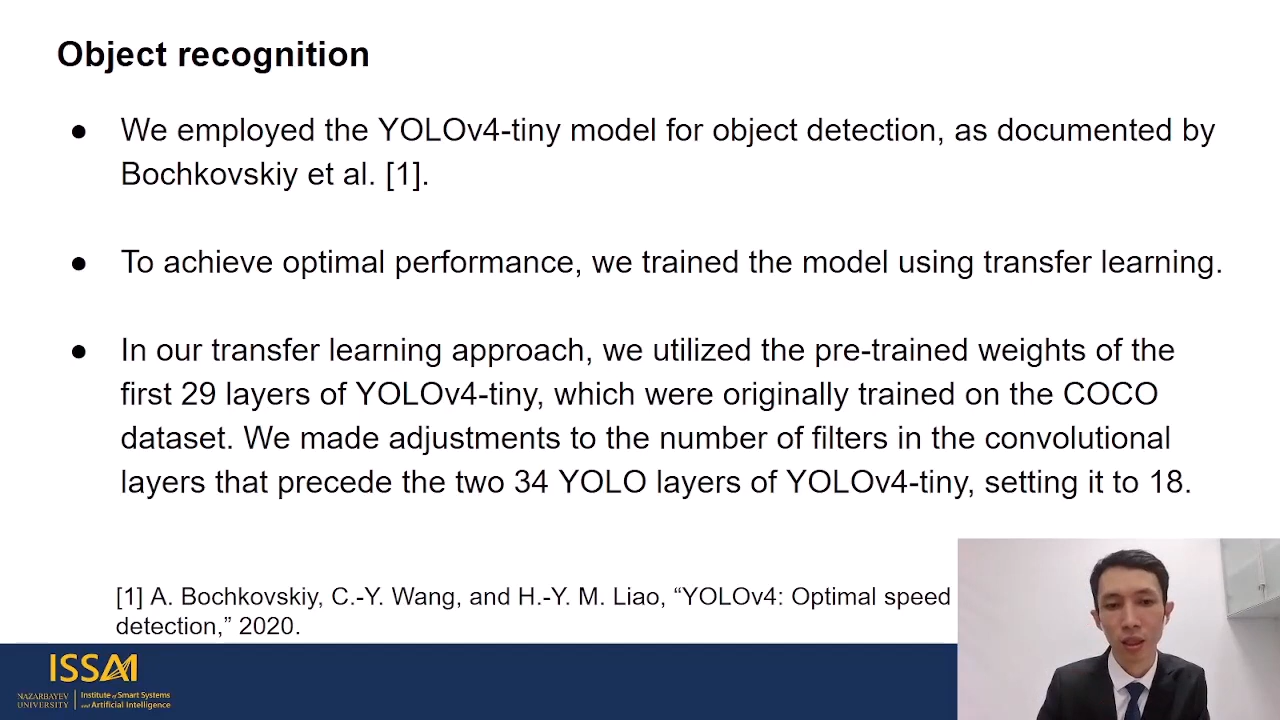 Object recognition
● We employed the YOLOv4-tiny model for object detection, as documented by
Bochkovskiy et al. [1].
● To achieve optimal performance, we trained the model using transfer learning.
● In our transfer learning approach, we utilized the pre-trained weights of the
first 29 layers of YOLOv4-tiny, which were originally trained on the COCO
dataset. We made adjustments to the number of filters in the convolutional
layers that precede the two 34 YOLO layers of YOLOv4-tiny, setting it to 18.
[1] A. Bochkovskiy, C.-Y. Wang, and H.-Y. M. Liao, “YOLOv4: Optimal speed
detection,” 2020.
ISSAI
NAZARBAYEV
UNIVERSITY
Institute of Smart Systems
and Artificial Intelligence